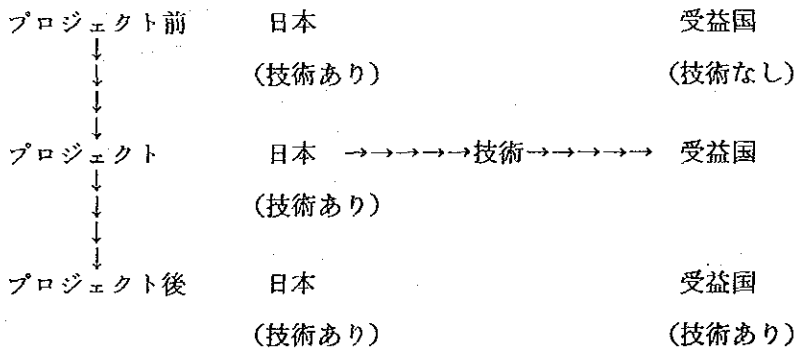 プロジェクト前　日本　受益国
↓　(技術あり)　(技術なし)
↓
↓
↓
プロジェクト　日本　→→→→→技術→→→→→　受益国
↓　(技術あり)
↓
↓
↓
プロジェクト後　日本　受益国
(技術あり)　(技術あり)